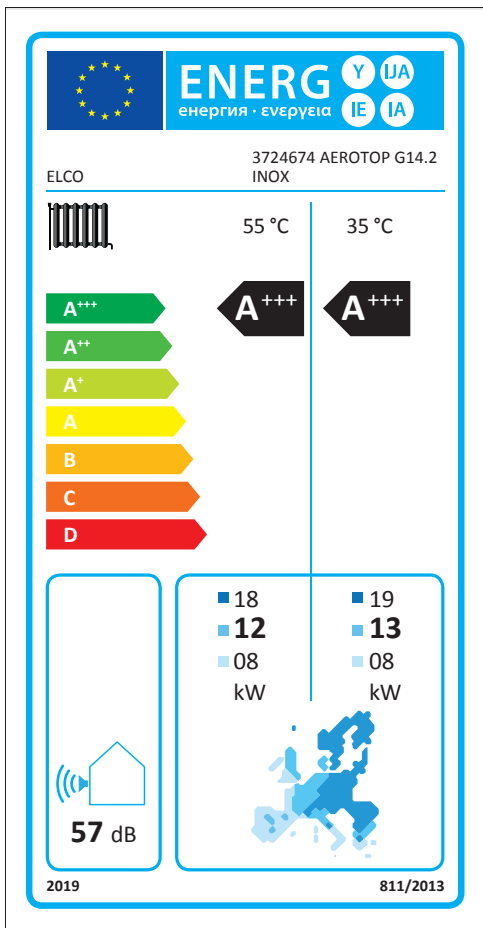 ENERG
енергия · ενεργεια
Y IJA
IE IA
ELCO
3724674 AEROTOP G14.2
INOX
55 °C
35 °C
A+++
A+++
A+++
A++
A+
A
B
C
D
18
12
08
kW
19
13
08
kW
57 dB
2019
811/2013